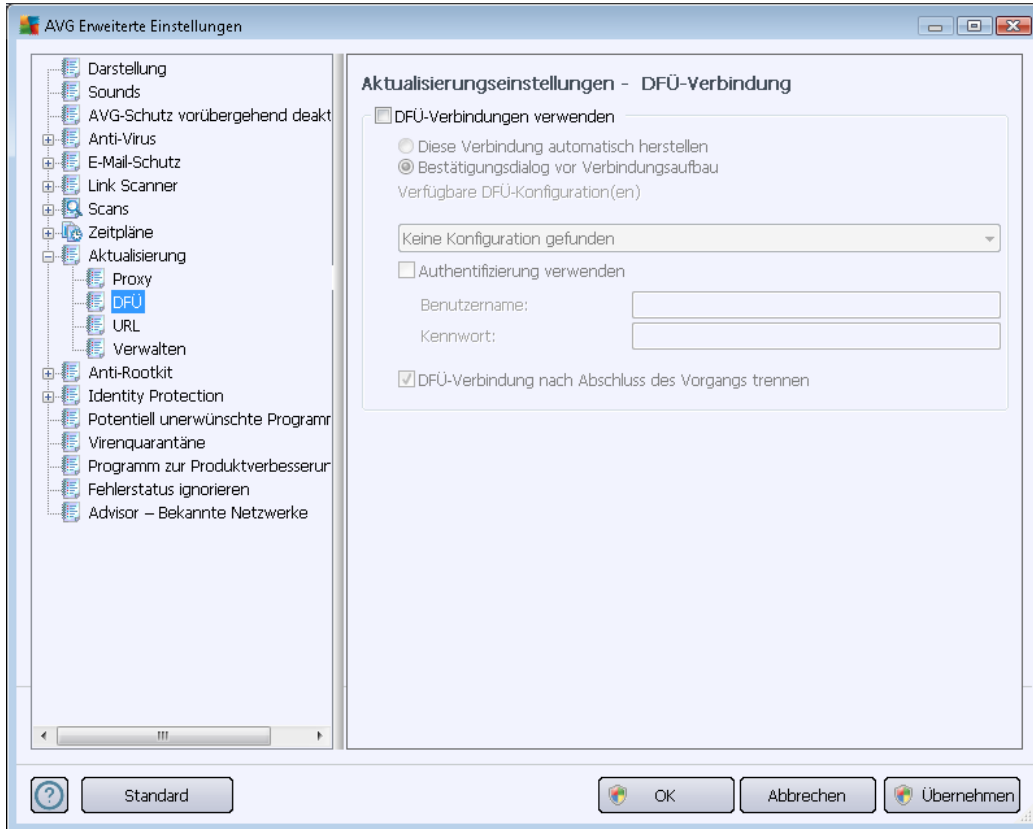 AVG Erweiterte Einstellungen
Darstellung
Sounds
AVG-Schutz vorübergehend deakt
Anti-Virus
E-Mail-Schutz
Link Scanner
Scans
Zeitpläne
Aktualisierung
Proxy
DFÜ
URL
Verwalten
Anti-Rootkit
Identity Protection
Potentiell unerwünschte Programm
Virenquarantäne
Programm zur Produktverbesserun
Fehlerstatus ignorieren
Advisor – Bekannte Netzwerke
Aktualisierungseinstellungen - DFÜ-Verbindung
DFÜ-Verbindungen verwenden
Diese Verbindung automatisch herstellen
Bestätigungsdialog vor Verbindungsaufbau
Verfügbare DFÜ-Konfiguration(en)
Keine Konfiguration gefunden
Authentifizierung verwenden
Benutzername:
Kennwort:
DFÜ-Verbindung nach Abschluss des Vorgangs trennen
Standard
OK
Abbrechen
Übernehmen